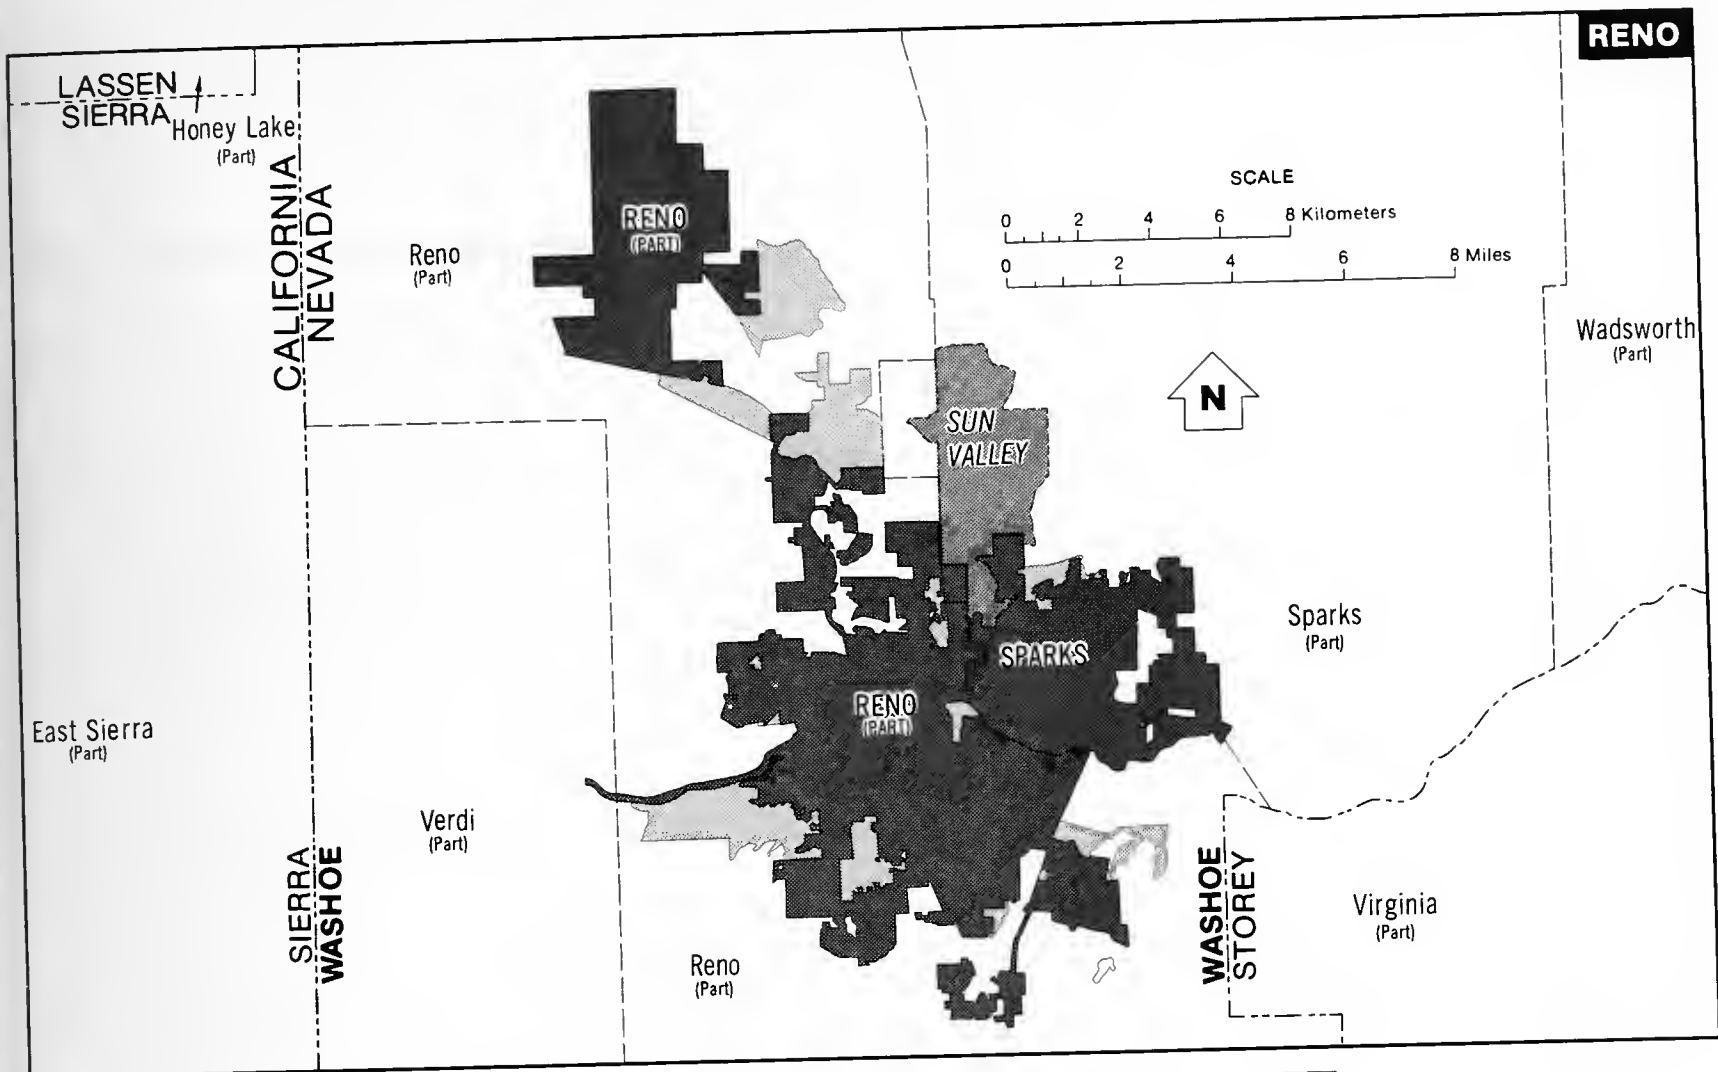 RENO
LASSEN
SIERRA
Honey Lake
(Part)
CALIFORNIA
NEVADA
RENO
(PART)
Reno
(Part)
SCALE
0 2 4 6 8 Kilometers
0 2 4 6 8 Miles
Wadsworth
(Part)
N
SUN
VALLEY
Sparks
(Part)
SPARKS
RENO
(PART)
East Sierra
(Part)
Verdi
(Part)
SIERRA
WASHOE
Reno
(Part)
WASHOE
STOREY
Virginia
(Part)